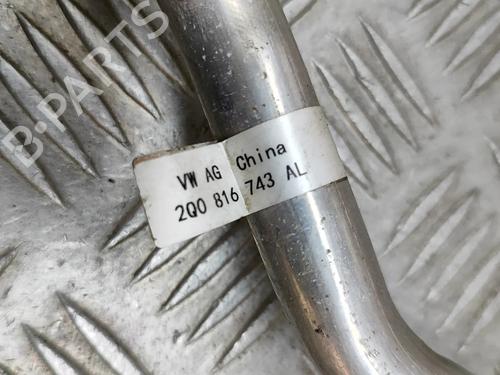 B-PARTS
VW AG China
2Q0 816 743 AL